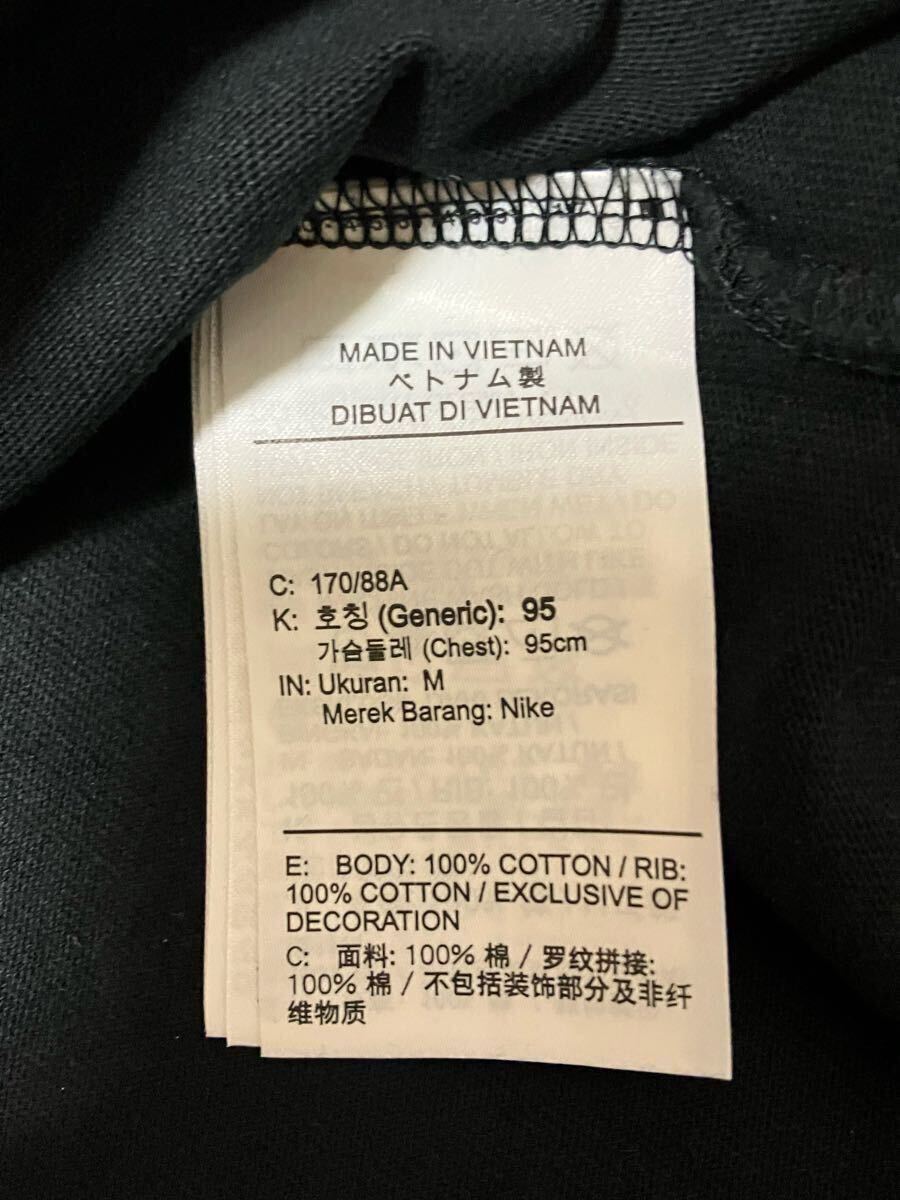 MADE IN VIETNAM
ベトナム製
DIBUAT DI VIETNAM
C: 170/88A
K: 호칭 (Generic): 95
가슴둘레 (Chest): 95cm
IN: Ukuran: M
Merek Barang: Nike
E: BODY: 100% COTTON / RIB:
100% COTTON / EXCLUSIVE OF
DECORATION
C: 面料: 100% 棉 / 罗纹拼接:
100% 棉 / 不包括装饰部分及非纤
维物质